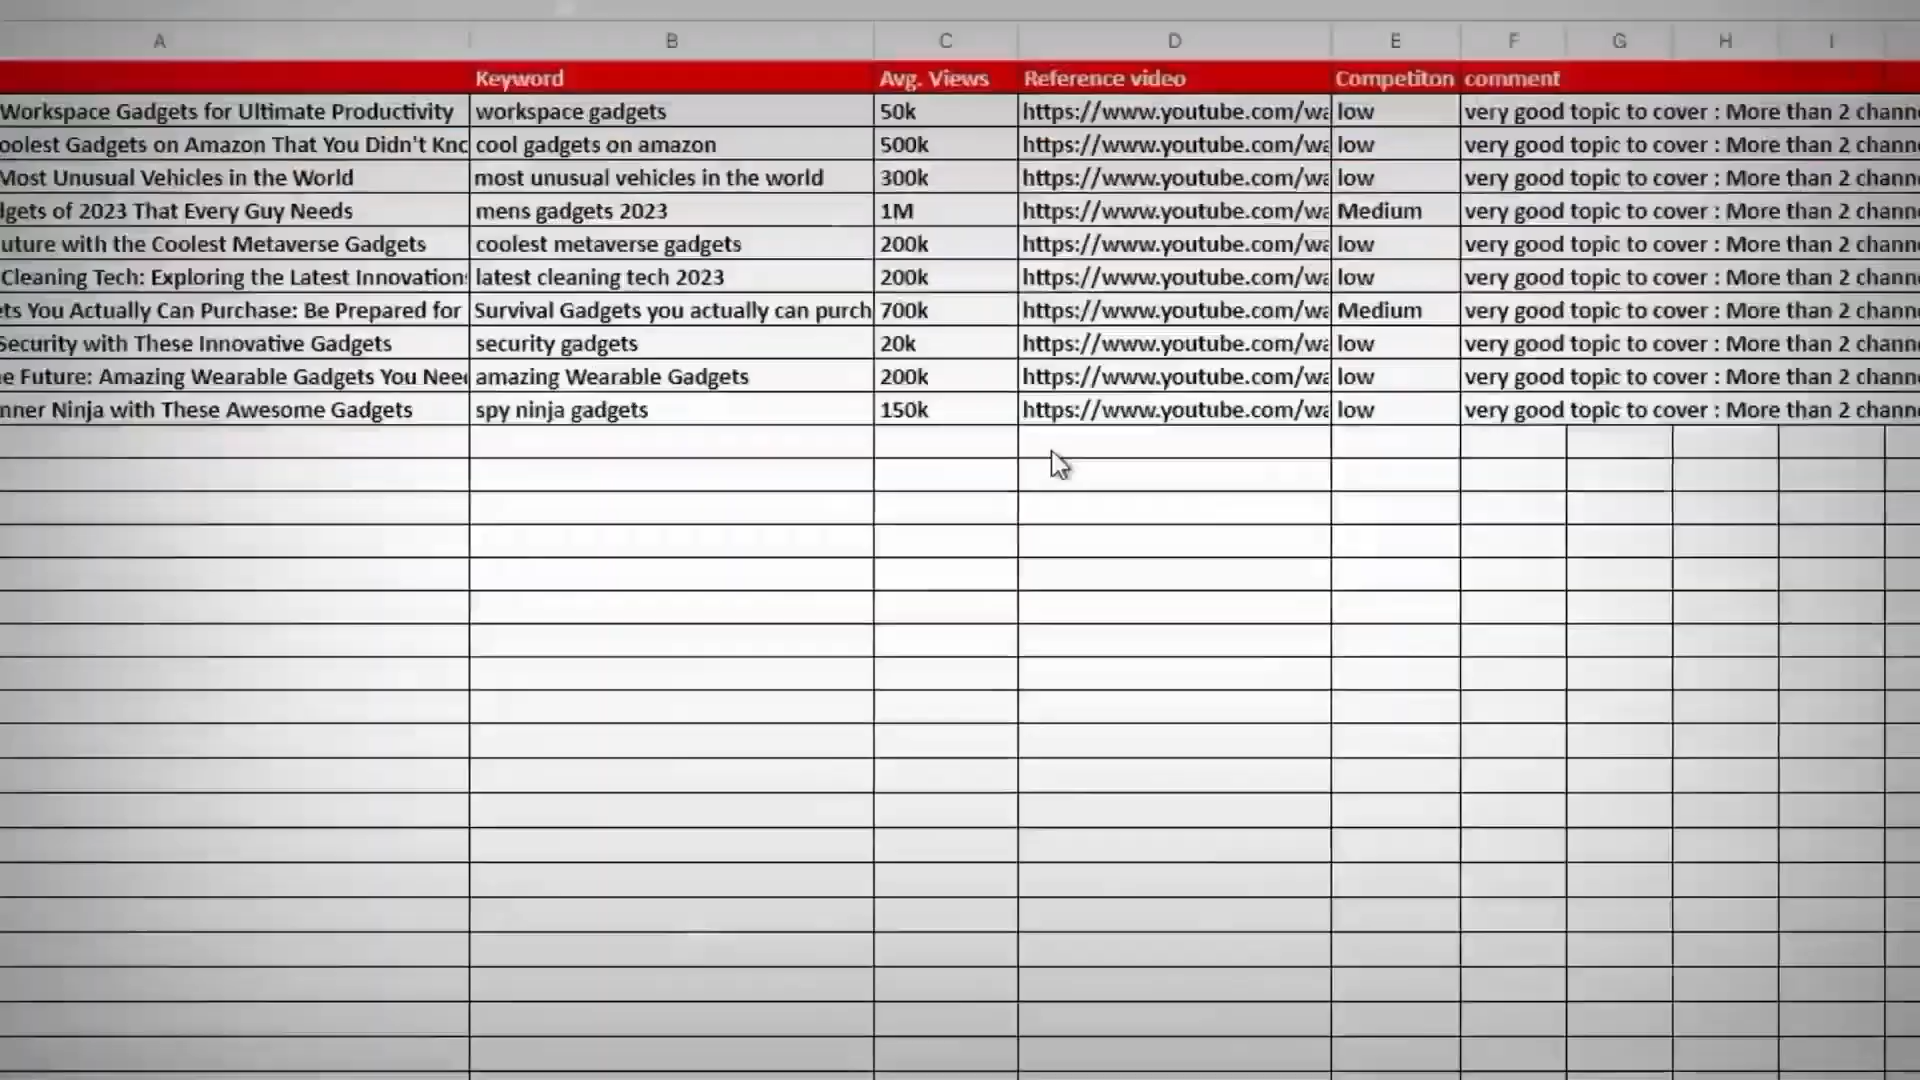 A B C D E F G H I
Keyword Avg. Views Reference video Competiton comment
Workspace Gadgets for Ultimate Productivity workspace gadgets 50k https://www.youtube.com/wa low very good topic to cover : More than 2 channe
oolest Gadgets on Amazon That You Didn't Knc cool gadgets on amazon 500k https://www.youtube.com/wa low very good topic to cover : More than 2 channe
Most Unusual Vehicles in the World most unusual vehicles in the world 300k https://www.youtube.com/wa low very good topic to cover : More than 2 channe
dgets of 2023 That Every Guy Needs mens gadgets 2023 1M https://www.youtube.com/wa Medium very good topic to cover : More than 2 channe
uture with the Coolest Metaverse Gadgets coolest metaverse gadgets 200k https://www.youtube.com/wa low very good topic to cover : More than 2 channe
Cleaning Tech: Exploring the Latest Innovation latest cleaning tech 2023 200k https://www.youtube.com/wa low very good topic to cover : More than 2 channe
ets You Actually Can Purchase: Be Prepared for Survival Gadgets you actually can purch 700k https://www.youtube.com/wa Medium very good topic to cover : More than 2 channe
Security with These Innovative Gadgets security gadgets 20k https://www.youtube.com/wa low very good topic to cover : More than 2 channe
e Future: Amazing Wearable Gadgets You Need amazing Wearable Gadgets 200k https://www.youtube.com/wa low very good topic to cover : More than 2 channe
nner Ninja with These Awesome Gadgets spy ninja gadgets 150k https://www.youtube.com/wa low very good topic to cover : More than 2 channe